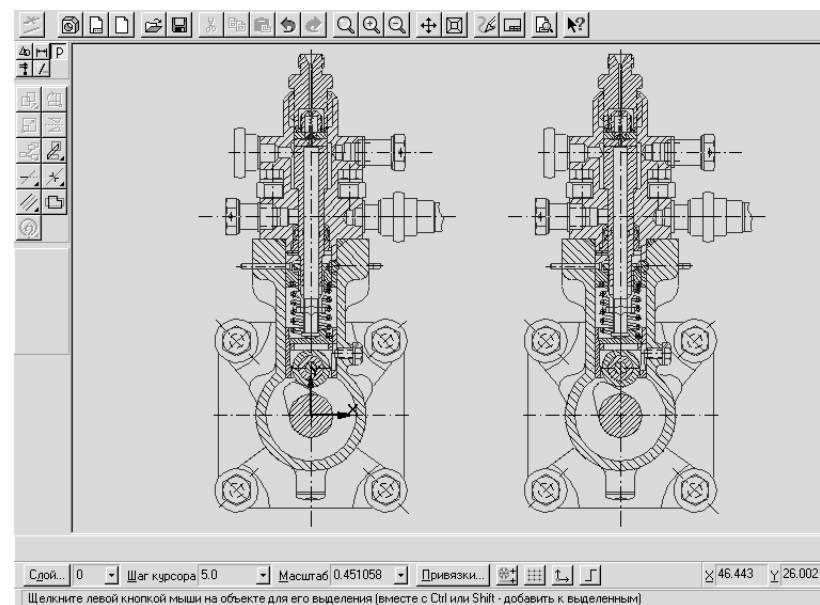 P
Y
X
Слой... 0 Шаг курсора 5.0 Масштаб 0.451058 Привязки... X 46.443 Y 26.002
Щелкните левой кнопкой мыши на объекте для его выделения (вместе с Ctrl или Shift - добавить к выделенным)